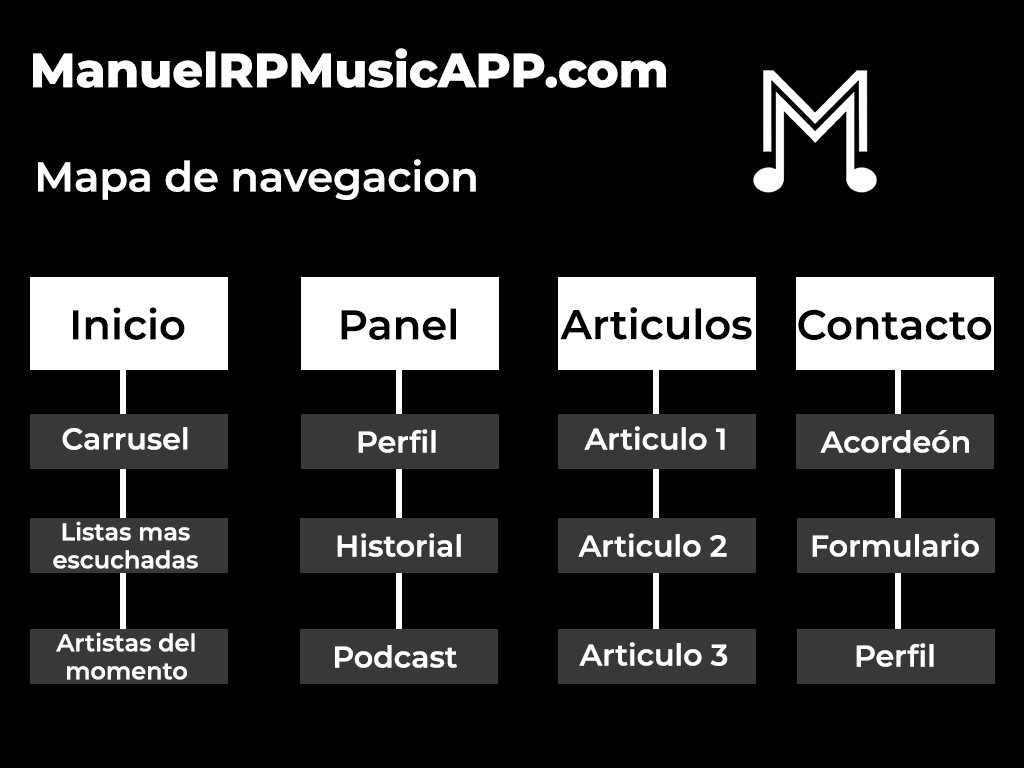 ManuelRPMusicAPP.com
Mapa de navegacion
Inicio
Panel
Articulos
Contacto
Carrusel
Perfil
Articulo 1
Acordeón
Listas mas
escuchadas
Historial
Articulo 2
Formulario
Artistas del
momento
Podcast
Articulo 3
Perfil